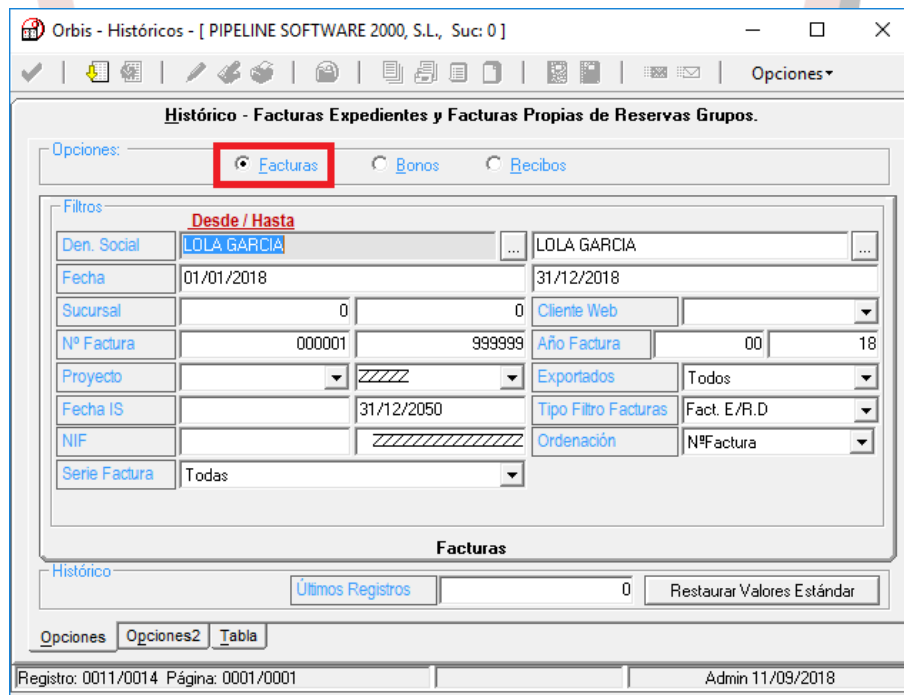 Orbis - Históricos - [ PIPELINE SOFTWARE 2000, S.L., Suc: 0 ]
Opciones
Histórico - Facturas Expedientes y Facturas Propias de Reservas Grupos.
Opciones: Facturas Bonos Recibos
Filtros
Desde / Hasta
Den. Social LOLA GARCIA ... LOLA GARCIA ...
Fecha 01/01/2018 31/12/2018
Sucursal 0 0 Cliente Web
Nº Factura 000001 999999 Año Factura 00 18
Proyecto ZZZZZ Exportados Todos
Fecha IS 31/12/2050 Tipo Filtro Facturas Fact. E/R.D
NIF ZZZZZZZZZZZZZZZ Ordenación NºFactura
Serie Factura Todas
Facturas
Histórico
Últimos Registros 0 Restaurar Valores Estándar
Opciones Opciones2 Tabla
Registro: 0011/0014 Página: 0001/0001 Admin 11/09/2018